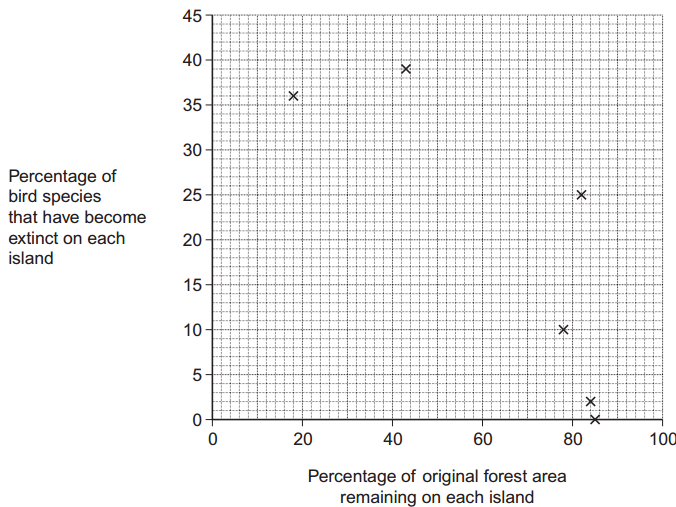 45
40
35
30
25
20
15
10
5
0
Percentage of
bird species
that have become
extinct on each
island
0 20 40 60 80 100
Percentage of original forest area
remaining on each island